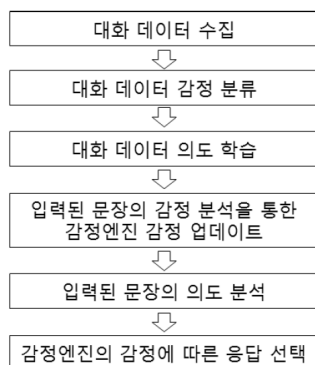 대화 데이터 수집
대화 데이터 감정 분류
대화 데이터 의도 학습
입력된 문장의 감정 분석을 통한
감정엔진 감정 업데이트
입력된 문장의 의도 분석
감정엔진의 감정에 따른 응답 선택